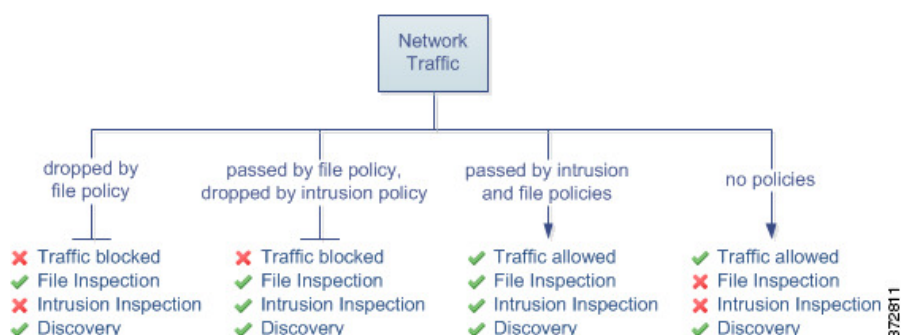 Network
Traffic
dropped by
file policy
passed by file policy,
dropped by intrusion policy
passed by intrusion
and file policies
no policies
Traffic blocked
File Inspection
Intrusion Inspection
Discovery
Traffic blocked
File Inspection
Intrusion Inspection
Discovery
Traffic allowed
File Inspection
Intrusion Inspection
Discovery
Traffic allowed
File Inspection
Intrusion Inspection
Discovery
372811